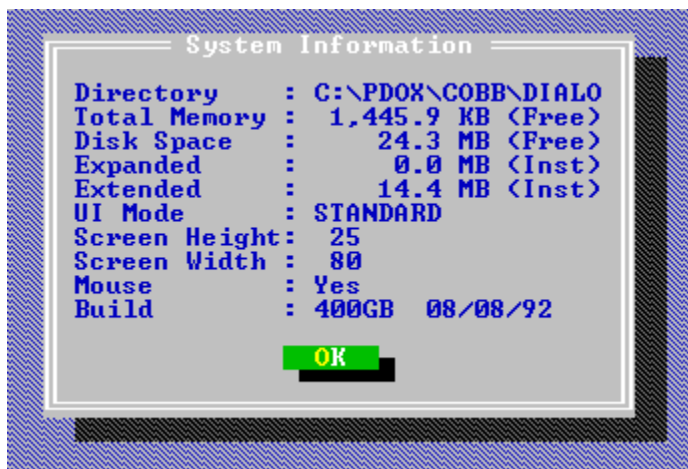 System Information
Directory : C:\PDOX\COBB\DIALO
Total Memory : 1,445.9 KB (Free)
Disk Space : 24.3 MB (Free)
Expanded : 0.0 MB (Inst)
Extended : 14.4 MB (Inst)
UI Mode : STANDARD
Screen Height: 25
Screen Width : 80
Mouse : Yes
Build : 400GB 08/08/92
OK